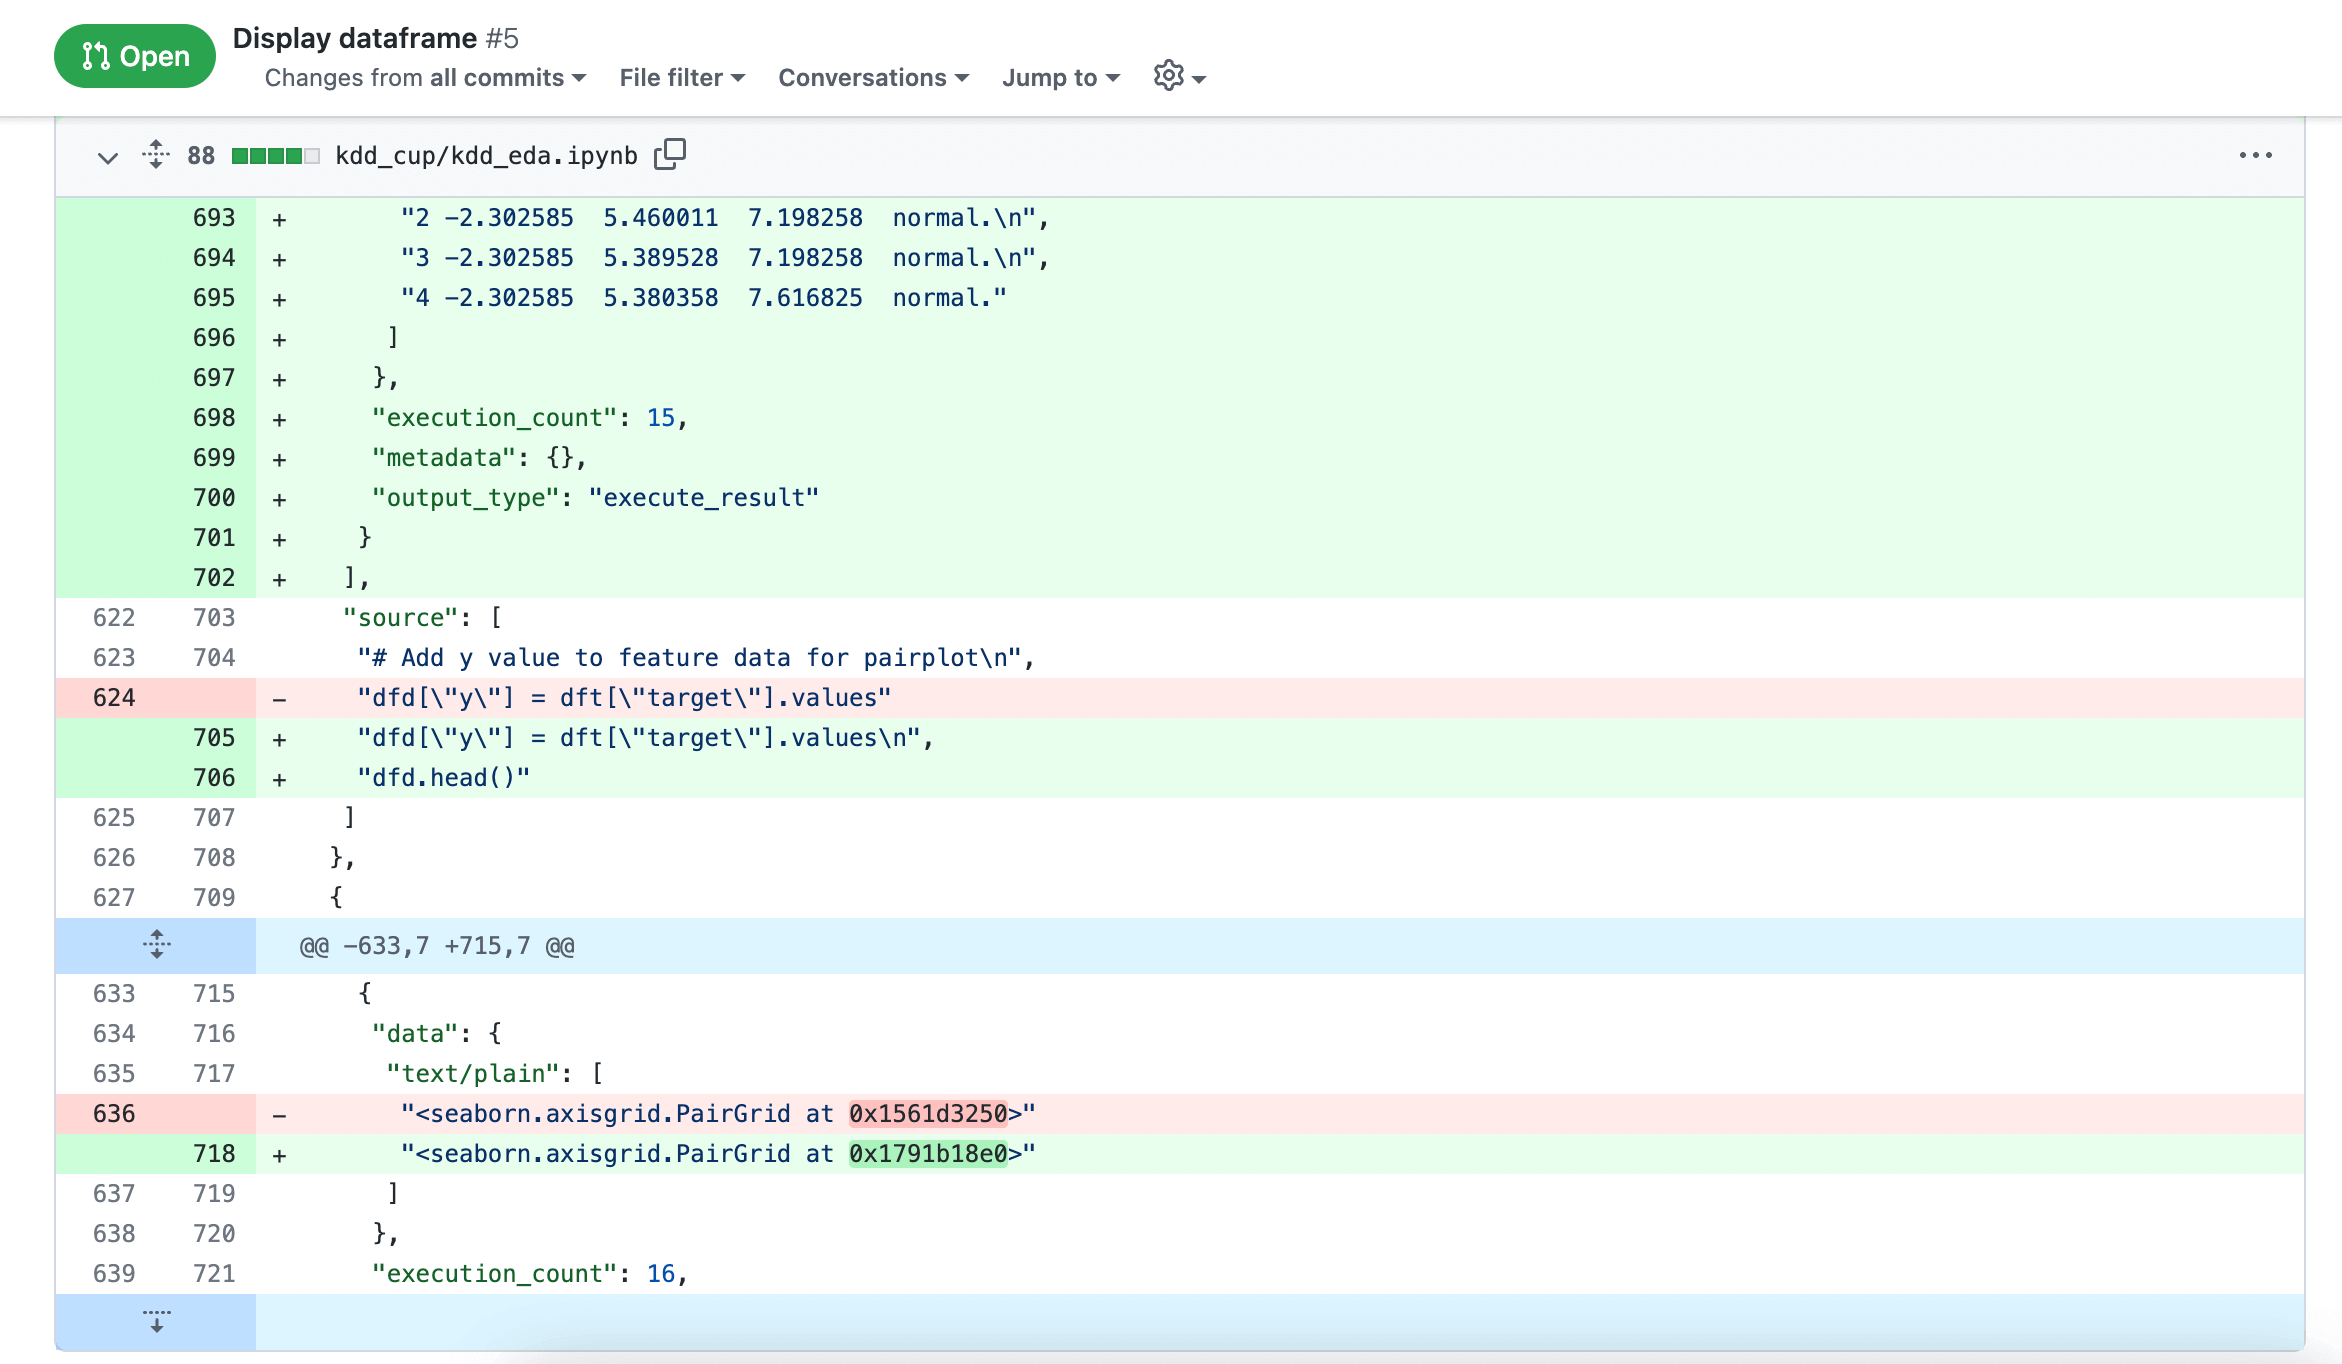 Open
Display dataframe #5
Changes from all commits File filter Conversations Jump to
88 kdd_cup/kdd_eda.ipynb
693 + "2 -2.302585  5.460011  7.198258  normal.\n",
694 + "3 -2.302585  5.389528  7.198258  normal.\n",
695 + "4 -2.302585  5.380358  7.616825  normal."
696 + ]
697 + },
698 + "execution_count": 15,
699 + "metadata": {},
700 + "output_type": "execute_result"
701 + }
702 + ],
622 703 "source": [
623 704 "# Add y value to feature data for pairplot\n",
624 - "dfd[\"y\"] = dft[\"target\"].values"
705 + "dfd[\"y\"] = dft[\"target\"].values\n",
706 + "dfd.head()"
625 707 ]
626 708 },
627 709 {
@@ -633,7 +715,7 @@
633 715 {
634 716 "data": {
635 717 "text/plain": [
636 - "<seaborn.axisgrid.PairGrid at 0x1561d3250>"
718 + "<seaborn.axisgrid.PairGrid at 0x1791b18e0>"
637 719 ]
638 720 },
639 721 "execution_count": 16,